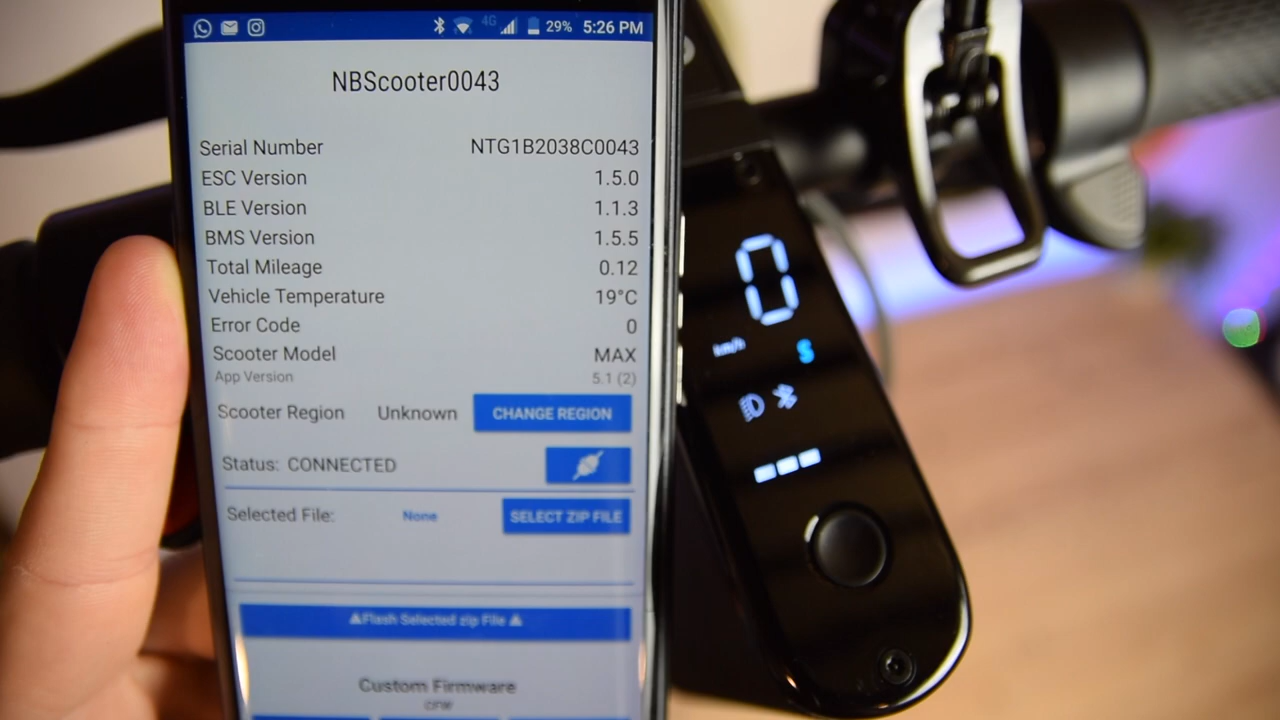 4G 29% 5:26 PM
NBScooter0043
Serial Number NTG1B2038C0043
ESC Version 1.5.0
BLE Version 1.1.3
BMS Version 1.5.5
Total Mileage 0.12
Vehicle Temperature 19°C
Error Code 0
Scooter Model MAX
App Version 5.1 (2)
Scooter Region Unknown CHANGE REGION
Status: CONNECTED
Selected File: None SELECT ZIP FILE
⚠Flash Selected zip File⚠
Custom Firmware
CFW
0
km/h S